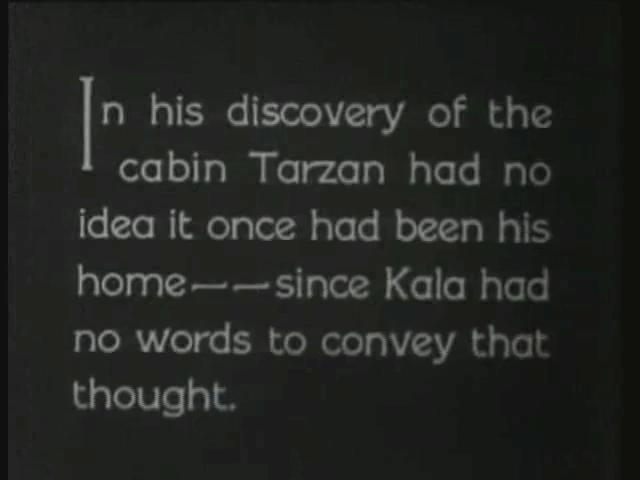 In his discovery of the
cabin Tarzan had no
idea it once had been his
home——since Kala had
no words to convey that
thought.